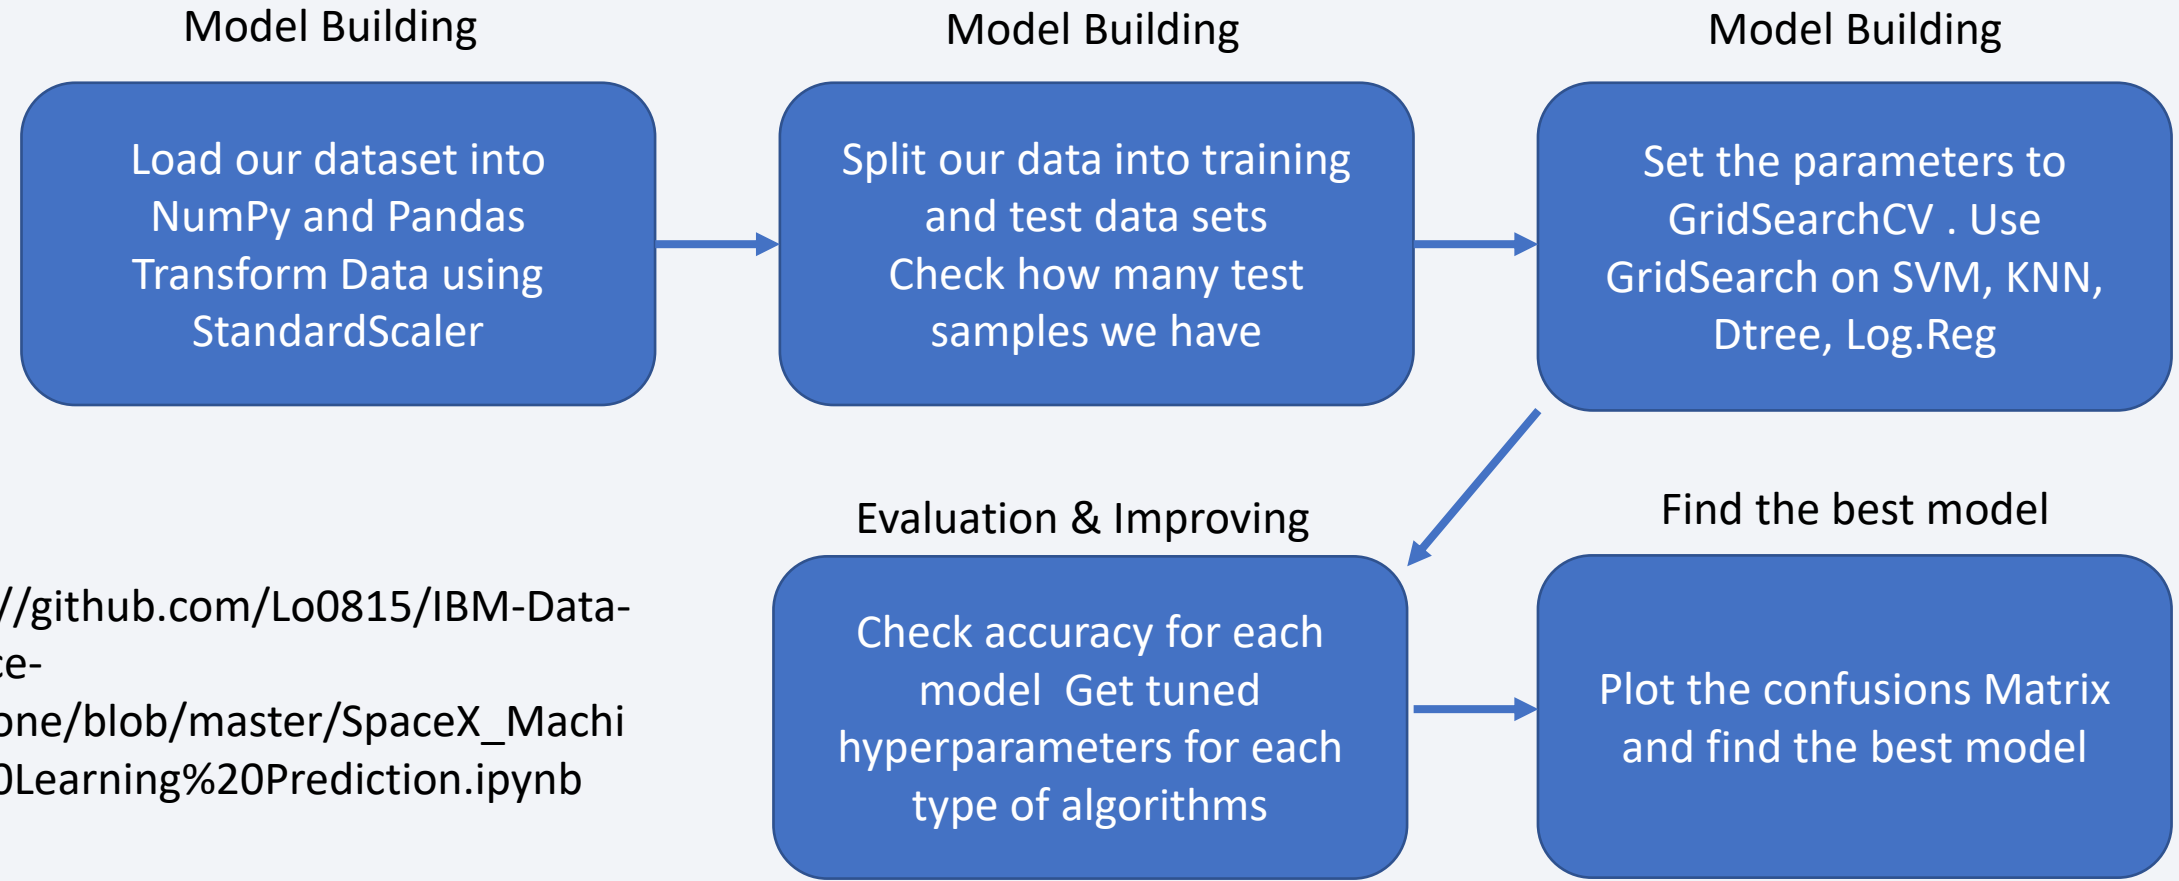 Model Building
Load our dataset into
NumPy and Pandas
Transform Data using
StandardScaler
Model Building
Split our data into training
and test data sets
Check how many test
samples we have
Model Building
Set the parameters to
GridSearchCV . Use
GridSearch on SVM, KNN,
Dtree, Log.Reg
//github.com/Lo0815/IBM-Data-
ce-
one/blob/master/SpaceX_Machi
0Learning%20Prediction.ipynb
Evaluation & Improving
Check accuracy for each
model  Get tuned
hyperparameters for each
type of algorithms
Find the best model
Plot the confusions Matrix
and find the best model